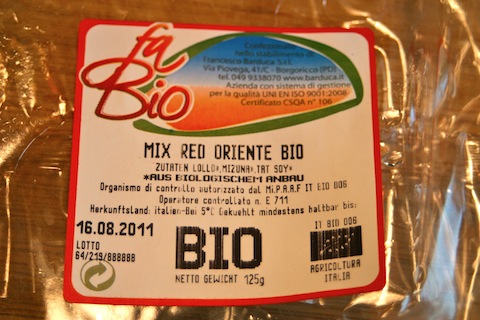 fa
Bio
Confezionato
nello stabilimento di
Francesco Barduca S.r.l.
Via Piovega, 41/C - Borgoricco (PD)
tel.049 9338070 www.barduca.it
Azienda con sistema di gestione
per la qualità UNI EN ISO 9001:2008
Certificato CSQA n° 106
MIX RED ORIENTE BIO
ZUTATEN LOLLO*,MIZUNA*,TAT SOY*
*AUS BIOLOGISCHEM ANBAU
Organismo di controllo autorizzato dal Mi.P.A.A.F IT BIO 006
Operatore controllato n. E 711
Herkunftsland: italien-Bei 5°C Gekuehlt mindestens haltbar bis:
16.08.2011
LOTTO
64/219/888888
BIO
NETTO GEWICHT 125g
IT BIO 006
AGRICOLTURA
ITALIA